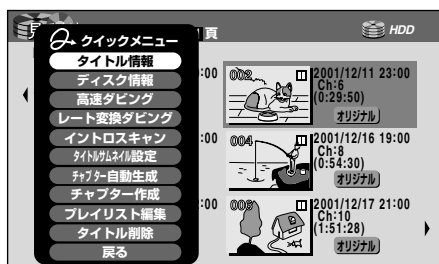 クイックメニュー
タイトル情報
ディスク情報
高速ダビング
レート変換ダビング
イントロスキャン
タイトルサムネイル設定
チャプター自動生成
チャプター作成
プレイリスト編集
タイトル削除
戻る
見
頁
HDD
:00
002
2001/12/11 23:00
Ch:6
(0:29:50)
オリジナル
:00
004
2001/12/16 19:00
Ch:8
(0:54:30)
オリジナル
:00
006
2001/12/17 21:00
Ch:10
(1:51:28)
オリジナル